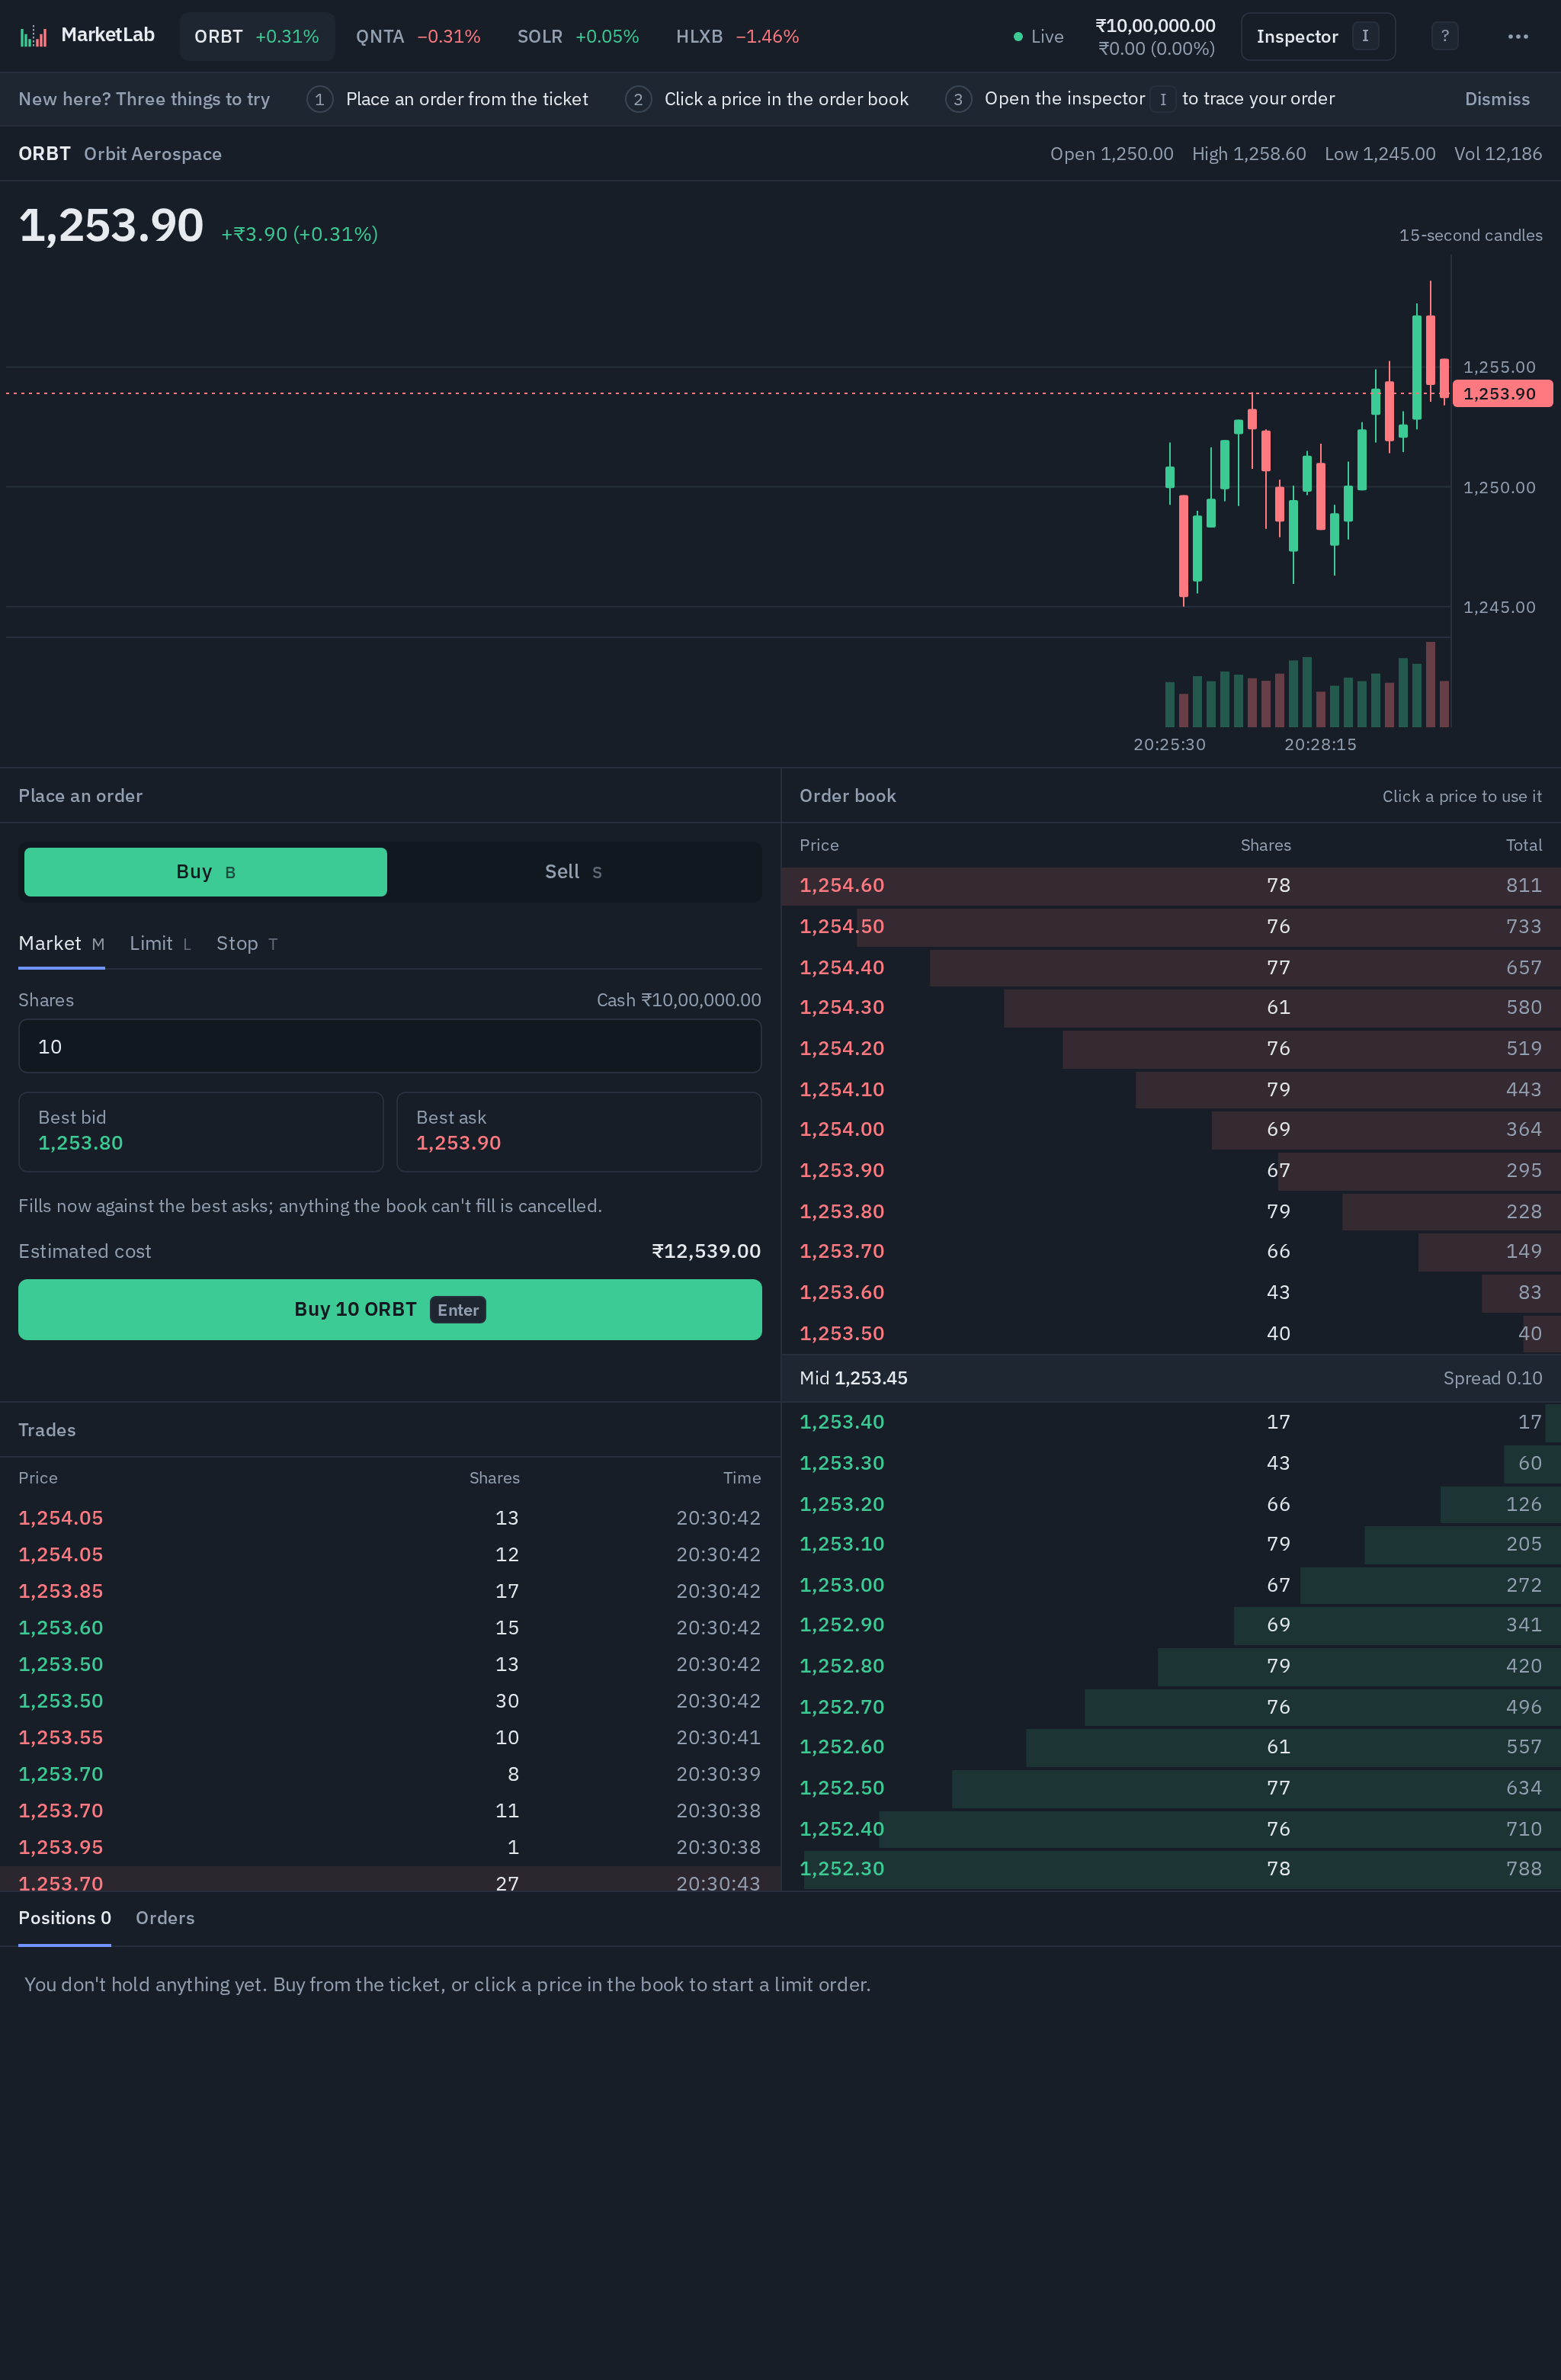 MarketLab ORBT +0.31% QNTA −0.31% SOLR +0.05% HLXB −1.46% Live ₹10,00,000.00 ₹0.00 (0.00%) Inspector I ? ···
New here? Three things to try 1 Place an order from the ticket 2 Click a price in the order book 3 Open the inspector I to trace your order Dismiss
ORBT Orbit Aerospace Open 1,250.00 High 1,258.60 Low 1,245.00 Vol 12,186
1,253.90 +₹3.90 (+0.31%) 15-second candles
1,255.00
1,253.90
1,250.00
1,245.00
20:25:30 20:28:15
Place an order
Buy B Sell S
Market M Limit L Stop T
Shares Cash ₹10,00,000.00
10
Best bid Best ask
1,253.80 1,253.90
Fills now against the best asks; anything the book can't fill is cancelled.
Estimated cost ₹12,539.00
Buy 10 ORBT Enter
Trades
Price Shares Time
1,254.05 13 20:30:42
1,254.05 12 20:30:42
1,253.85 17 20:30:42
1,253.60 15 20:30:42
1,253.50 13 20:30:42
1,253.50 30 20:30:42
1,253.55 10 20:30:41
1,253.70 8 20:30:39
1,253.70 11 20:30:38
1,253.95 1 20:30:38
1,253.70 27 20:30:43
Order book Click a price to use it
Price Shares Total
1,254.60 78 811
1,254.50 76 733
1,254.40 77 657
1,254.30 61 580
1,254.20 76 519
1,254.10 79 443
1,254.00 69 364
1,253.90 67 295
1,253.80 79 228
1,253.70 66 149
1,253.60 43 83
1,253.50 40 40
Mid 1,253.45 Spread 0.10
1,253.40 17 17
1,253.30 43 60
1,253.20 66 126
1,253.10 79 205
1,253.00 67 272
1,252.90 69 341
1,252.80 79 420
1,252.70 76 496
1,252.60 61 557
1,252.50 77 634
1,252.40 76 710
1,252.30 78 788
Positions 0 Orders
You don't hold anything yet. Buy from the ticket, or click a price in the book to start a limit order.